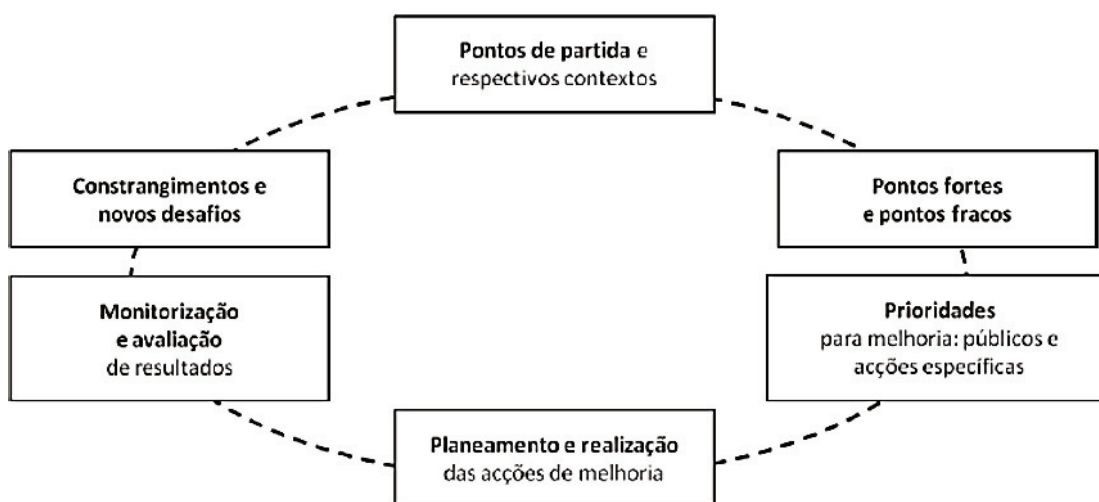 Pontos de partida e
respectivos contextos
Pontos fortes
e pontos fracos
Prioridades
para melhoria: públicos e
acções específicas
Planeamento e realização
das acções de melhoria
Monitorização
e avaliação
de resultados
Constrangimentos e
novos desafios